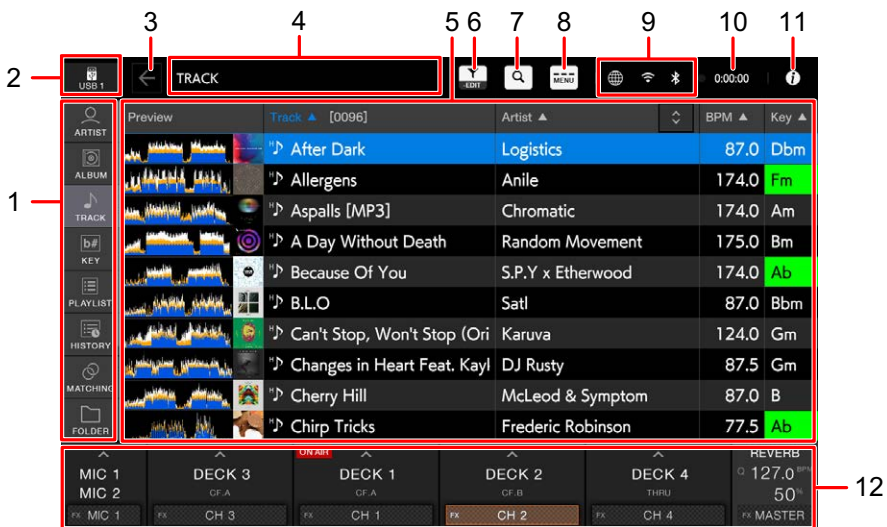 3 4 5 6 7 8 9 10 11
2
USB 1
TRACK
-EDIT
MENU
0:00:00
i
1
ARTIST
ALBUM
TRACK
b#
KEY
PLAYLIST
HISTORY
MATCHING
FOLDER
Preview Track ▲ [0096] Artist ▲ BPM ▲ Key ▲
H After Dark Logistics 87.0 Dbm
H Allergens Anile 174.0 Fm
H Aspalls [MP3] Chromatic 174.0 Am
H A Day Without Death Random Movement 175.0 Bm
H Because Of You S.P.Y x Etherwood 174.0 Ab
H B.L.O Satl 87.0 Bbm
H Can't Stop, Won't Stop (Ori Karuva 124.0 Gm
H Changes in Heart Feat. Kayl DJ Rusty 87.5 Gm
H Cherry Hill McLeod & Symptom 87.0 B
H Chirp Tricks Frederic Robinson 77.5 Ab
12
MIC 1
MIC 2
FX MIC 1
DECK 3
CF.A
FX CH 3
ON AIR
DECK 1
CF.A
FX CH 1
DECK 2
CF.B
FX CH 2
DECK 4
THRU
FX CH 4
REVERB
Q 127.0 BPM
50%
FX MASTER